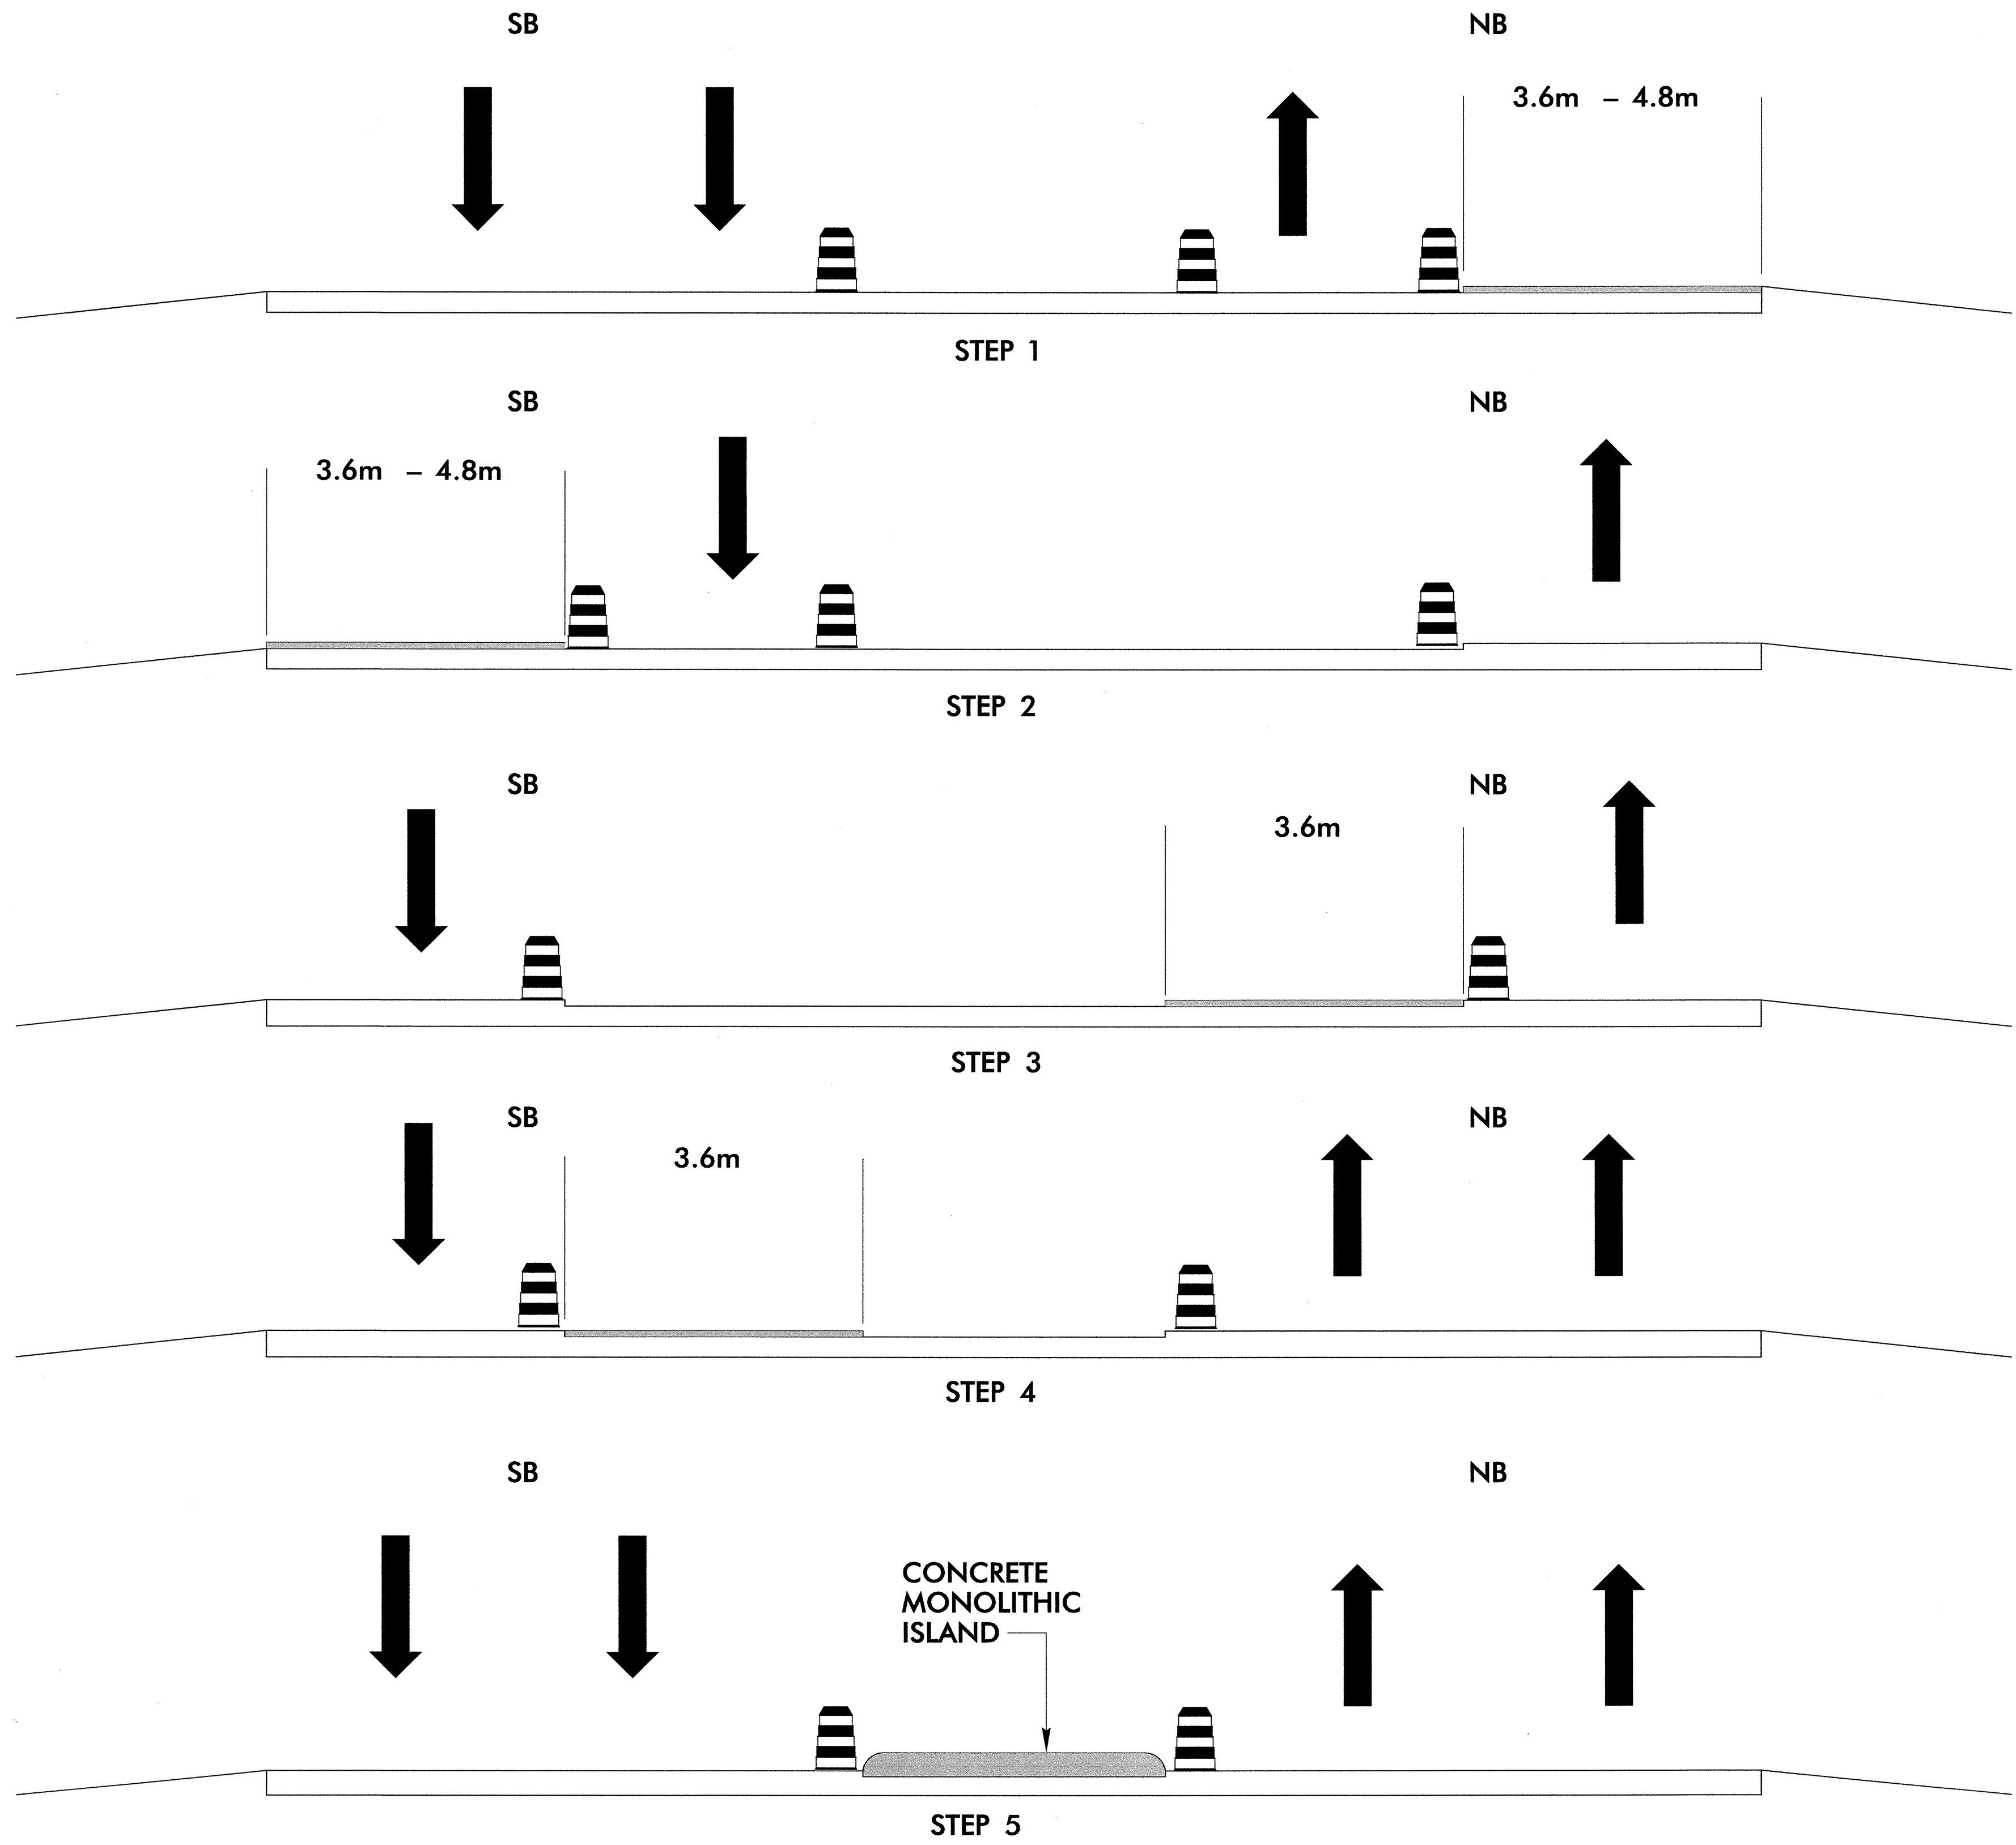 SB NB
3.6m – 4.8m
STEP 1
SB NB
3.6m – 4.8m
STEP 2
SB NB
3.6m
STEP 3
SB NB
3.6m
STEP 4
SB NB
CONCRETE
MONOLITHIC
ISLAND
STEP 5